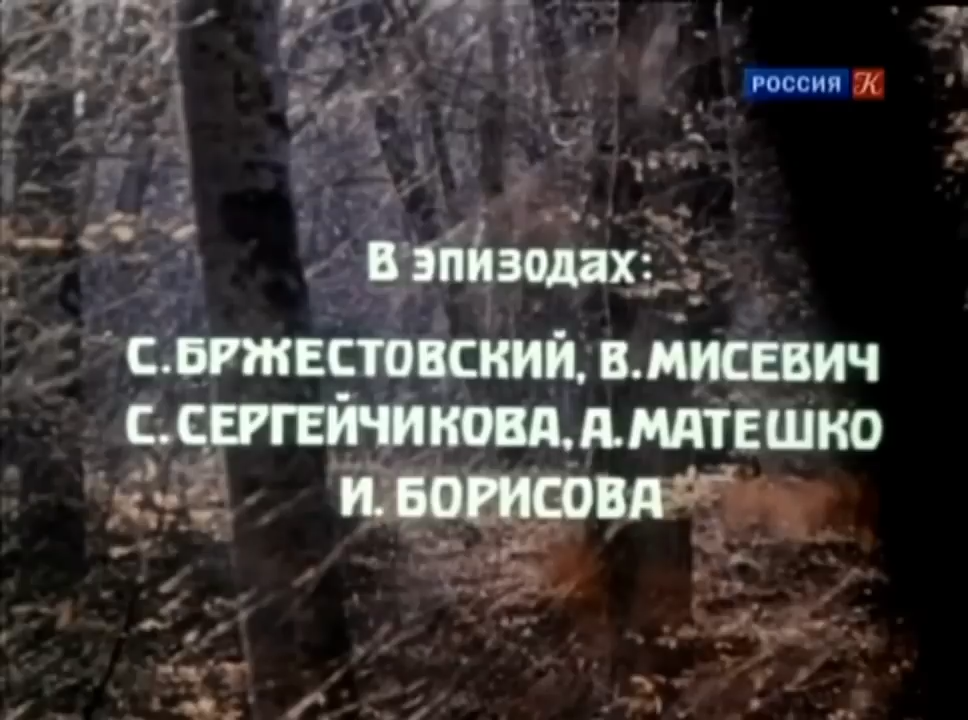 РОССИЯ К
В эпизодах:
С. БРЖЕСТОВСКИЙ, В. МИСЕВИЧ
С. СЕРГЕЙЧИКОВА, А. МАТЕШКО
И. БОРИСОВА